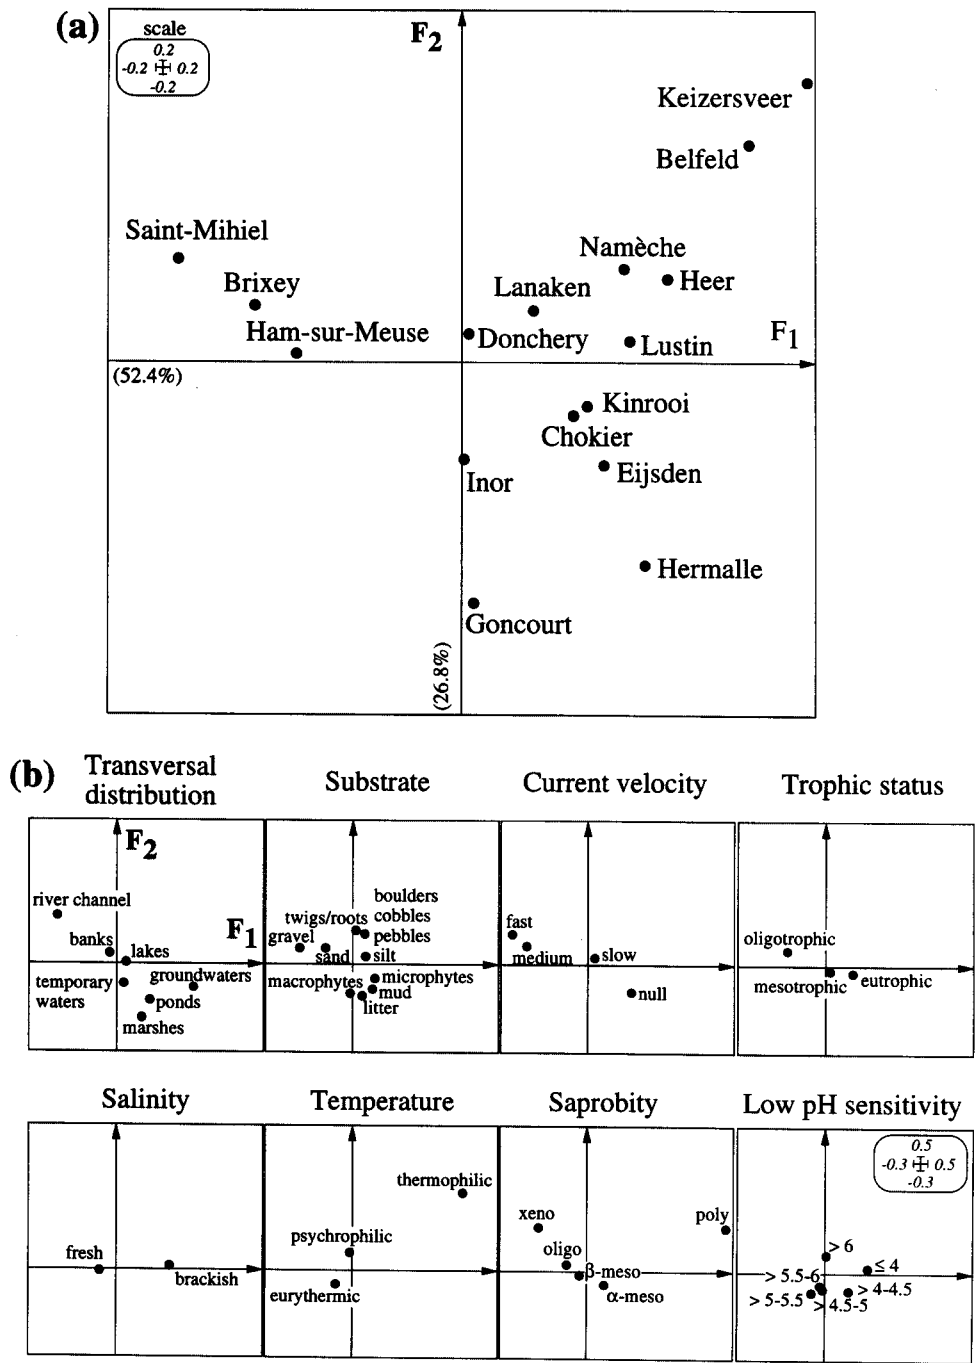 (a)
scale
0.2
-0.2 0.2
-0.2
F2
Keizersveer
Belfeld
Saint-Mihiel
Namèche
Brixey
Lanaken
Heer
Ham-sur-Meuse
Donchery
Lustin
F1
(52.4%)
Kinrooi
Chokier
Inor
Eijsden
Hermalle
Goncourt
(26.8%)
(b)
Transversal
distribution
F2
river channel
F1
banks
lakes
groundwaters
temporary
waters
ponds
marshes
Substrate
boulders
cobbles
pebbles
twigs/roots
gravel
sand
silt
macrophytes
microphytes
mud
litter
Current velocity
fast
medium
slow
null
Trophic status
oligotrophic
mesotrophic
eutrophic
Salinity
fresh
brackish
Temperature
thermophilic
psychrophilic
eurythermic
Saprobity
xeno
poly
oligo
β-meso
α-meso
Low pH sensitivity
0.5
-0.3 0.5
-0.3
> 6
≤ 4
> 5.5-6
> 4-4.5
> 5-5.5
> 4.5-5